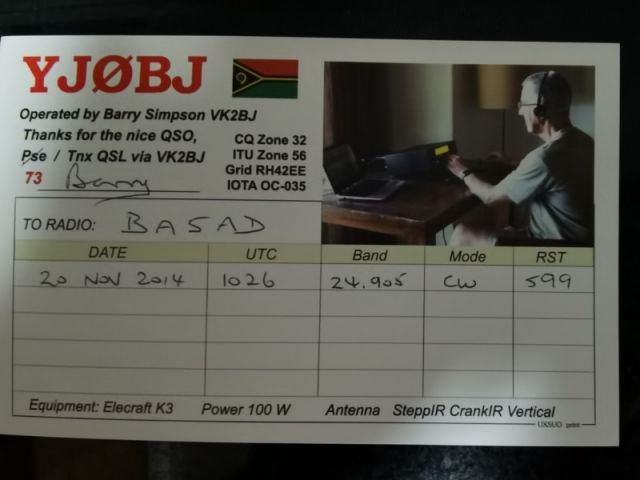 YJØBJ
Operated by Barry Simpson VK2BJ
Thanks for the nice QSO,
Pse / Tnx QSL via VK2BJ
73 Barry
CQ Zone 32
ITU Zone 56
Grid RH42EE
IOTA OC-035
TO RADIO: BA5AD
DATE UTC Band Mode RST
20 NOV 2014 1026 24.905 CW 599
Equipment: Elecraft K3 Power 100 W Antenna SteppIR CrankIR Vertical
UX5UO print